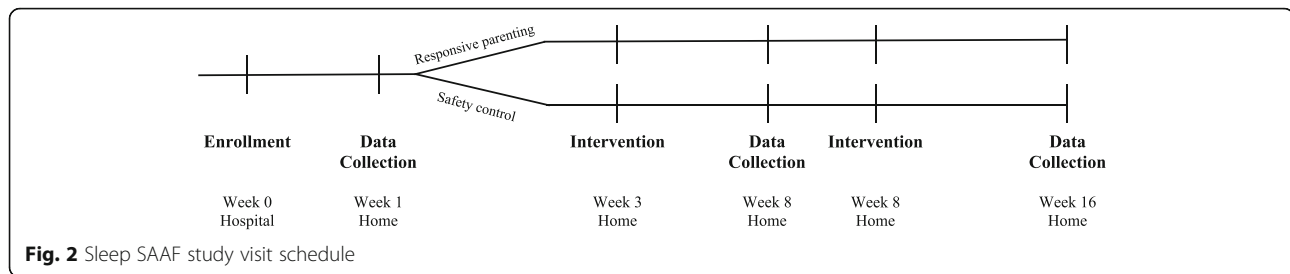 Responsive parenting
Safety control
Enrollment
Data
Collection
Intervention
Data
Collection
Intervention
Data
Collection
Week 0
Hospital
Week 1
Home
Week 3
Home
Week 8
Home
Week 8
Home
Week 16
Home
Fig. 2 Sleep SAAF study visit schedule